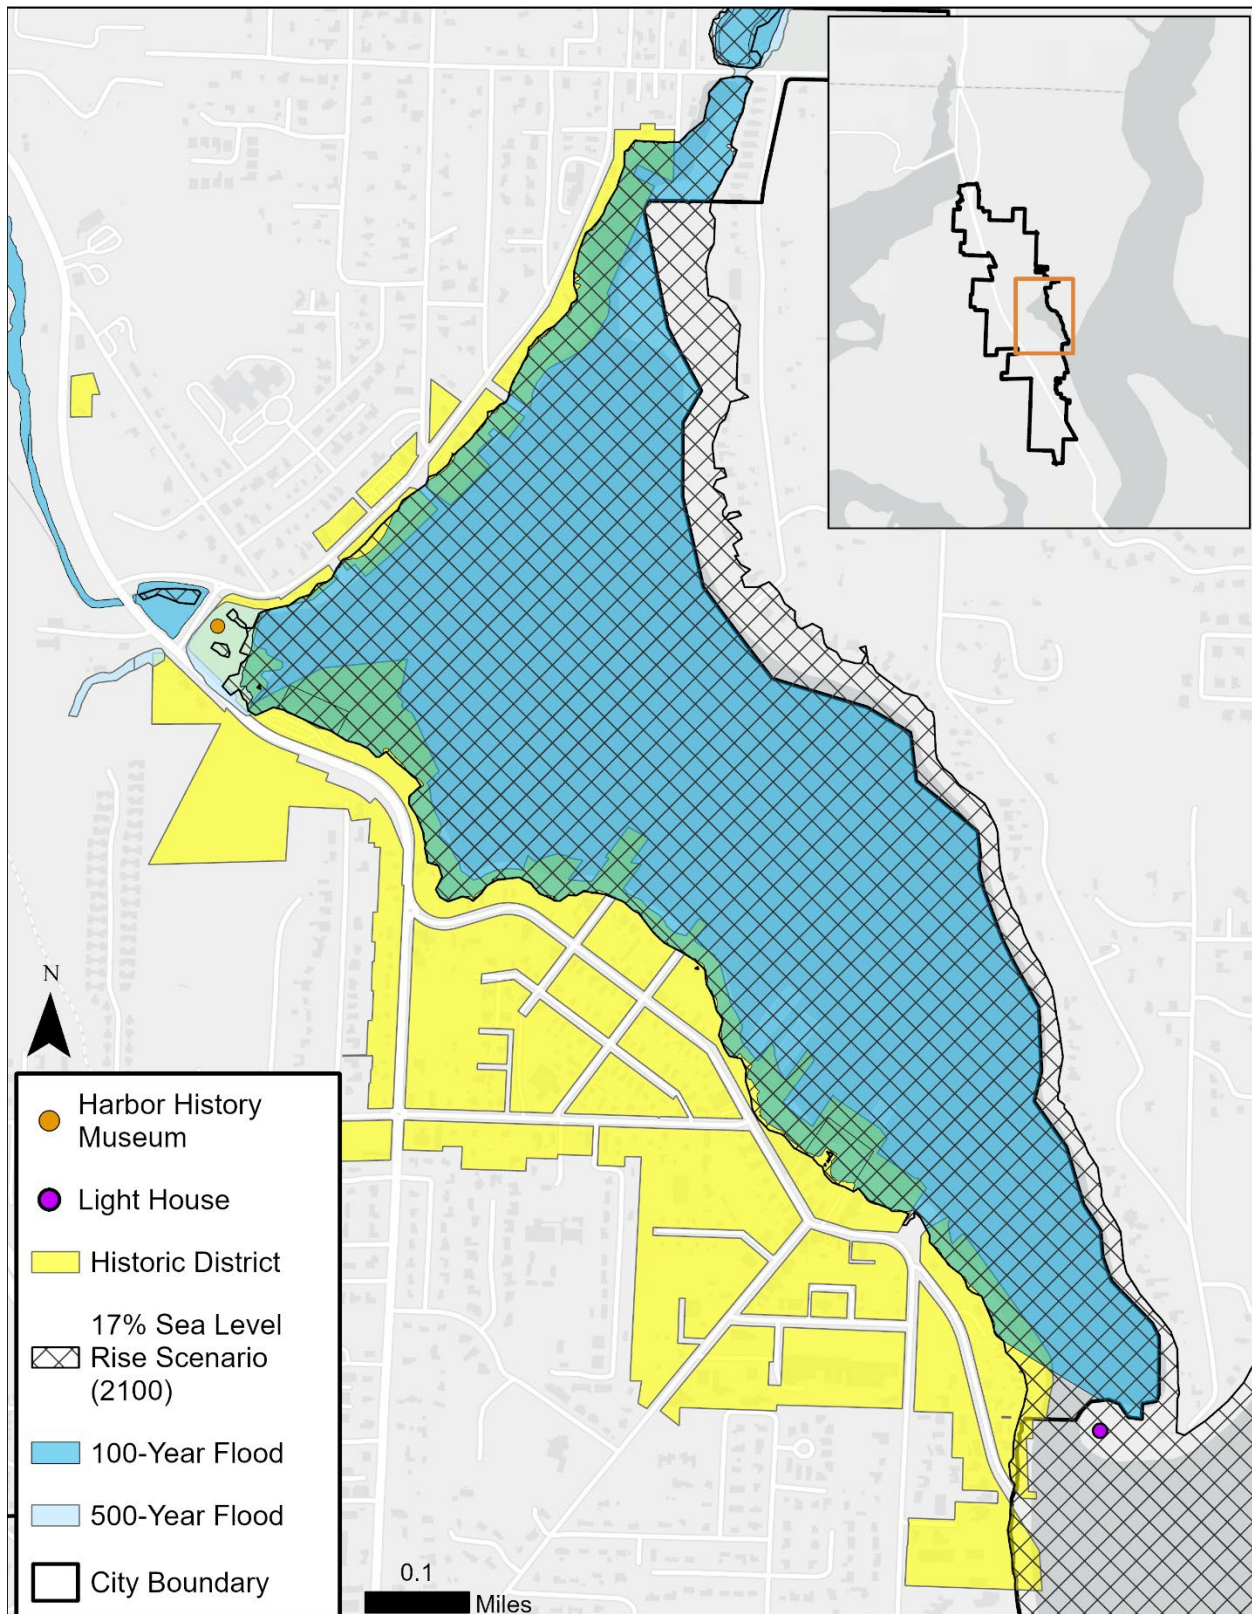 N
Harbor History
Museum
Light House
Historic District
17% Sea Level
Rise Scenario
(2100)
100-Year Flood
500-Year Flood
City Boundary
0.1
Miles